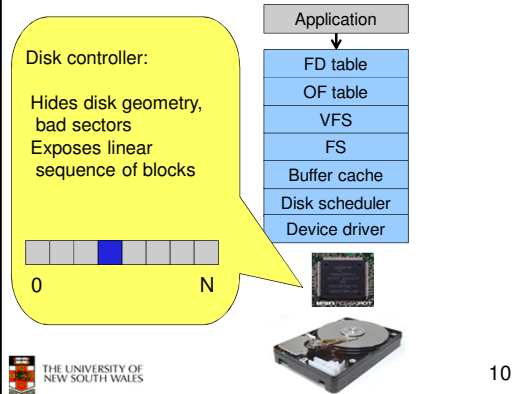 Disk controller:
Hides disk geometry,
bad sectors
Exposes linear
sequence of blocks
0 N
Application
FD table
OF table
VFS
FS
Buffer cache
Disk scheduler
Device driver
THE UNIVERSITY OF
NEW SOUTH WALES
10